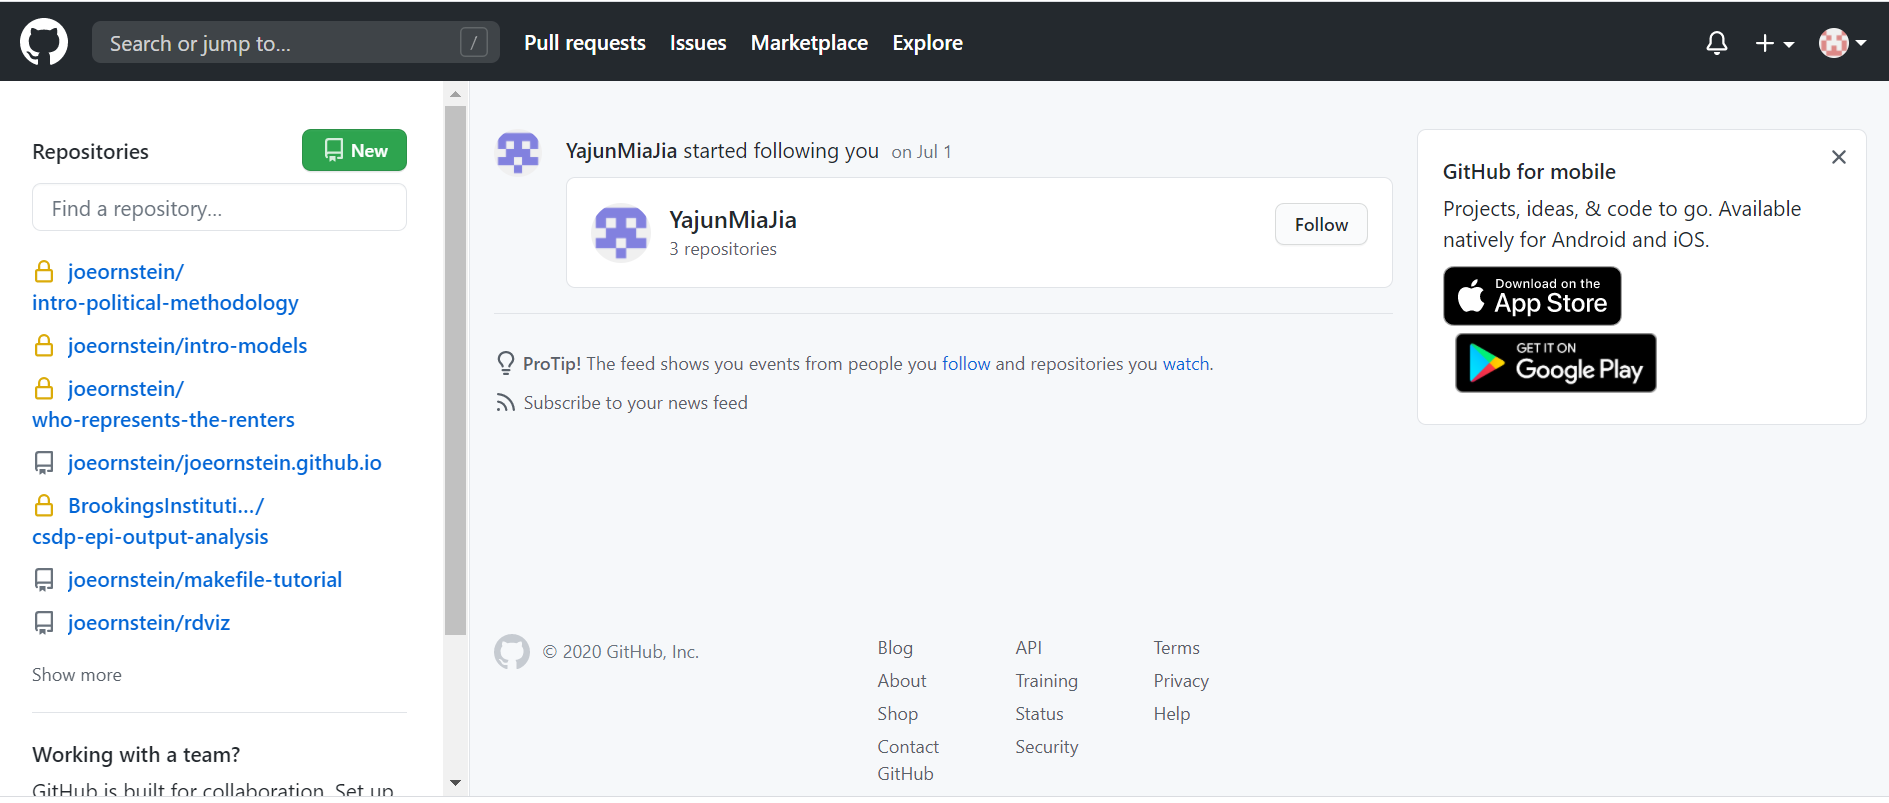 Search or jump to...
/
Pull requests
Issues
Marketplace
Explore
Repositories
New
Find a repository...
joeornstein/
intro-political-methodology
joeornstein/intro-models
joeornstein/
who-represents-the-renters
joeornstein/joeornstein.github.io
BrookingsInstituti.../
csdp-epi-output-analysis
joeornstein/makefile-tutorial
joeornstein/rdviz
Show more
Working with a team?
GitHub is built for collaboration. Set up
YajunMiaJia started following you on Jul 1
YajunMiaJia
3 repositories
Follow
ProTip! The feed shows you events from people you follow and repositories you watch.
Subscribe to your news feed
GitHub for mobile
Projects, ideas, & code to go. Available
natively for Android and iOS.
Download on the
App Store
GET IT ON
Google Play
© 2020 GitHub, Inc.
Blog
About
Shop
Contact
GitHub
API
Training
Status
Security
Terms
Privacy
Help